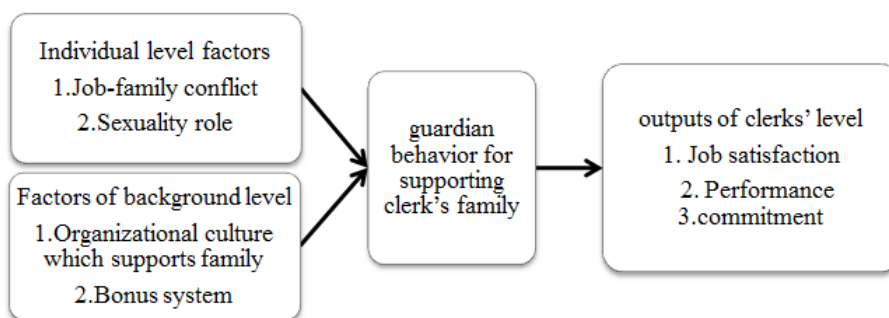 Individual level factors
1.Job-family conflict
2.Sexuality role
Factors of background level
1.Organizational culture
which supports family
2.Bonus system
guardian
behavior for
supporting
clerk's family
outputs of clerks' level
1. Job satisfaction
2. Performance
3.commitment